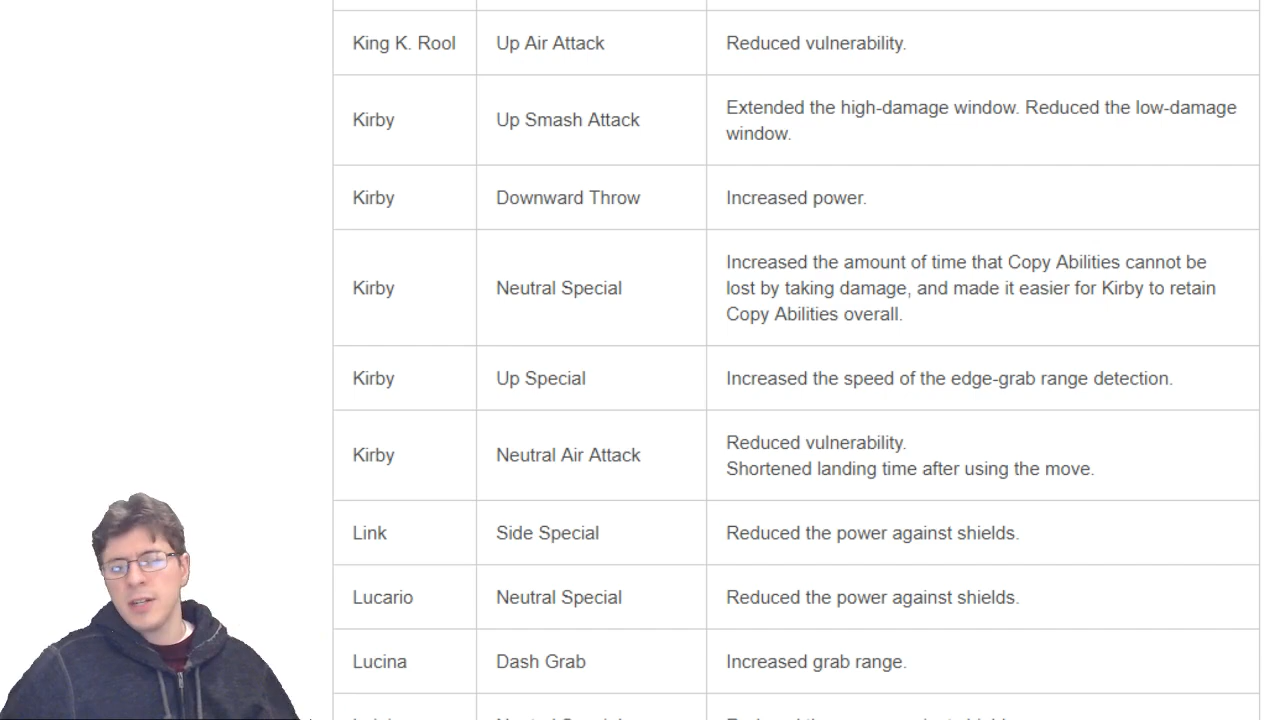 King K. Rool Up Air Attack Reduced vulnerability.
Kirby Up Smash Attack Extended the high-damage window. Reduced the low-damage
window.
Kirby Downward Throw Increased power.
Kirby Neutral Special Increased the amount of time that Copy Abilities cannot be
lost by taking damage, and made it easier for Kirby to retain
Copy Abilities overall.
Kirby Up Special Increased the speed of the edge-grab range detection.
Kirby Neutral Air Attack Reduced vulnerability.
Shortened landing time after using the move.
Link Side Special Reduced the power against shields.
Lucario Neutral Special Reduced the power against shields.
Lucina Dash Grab Increased grab range.